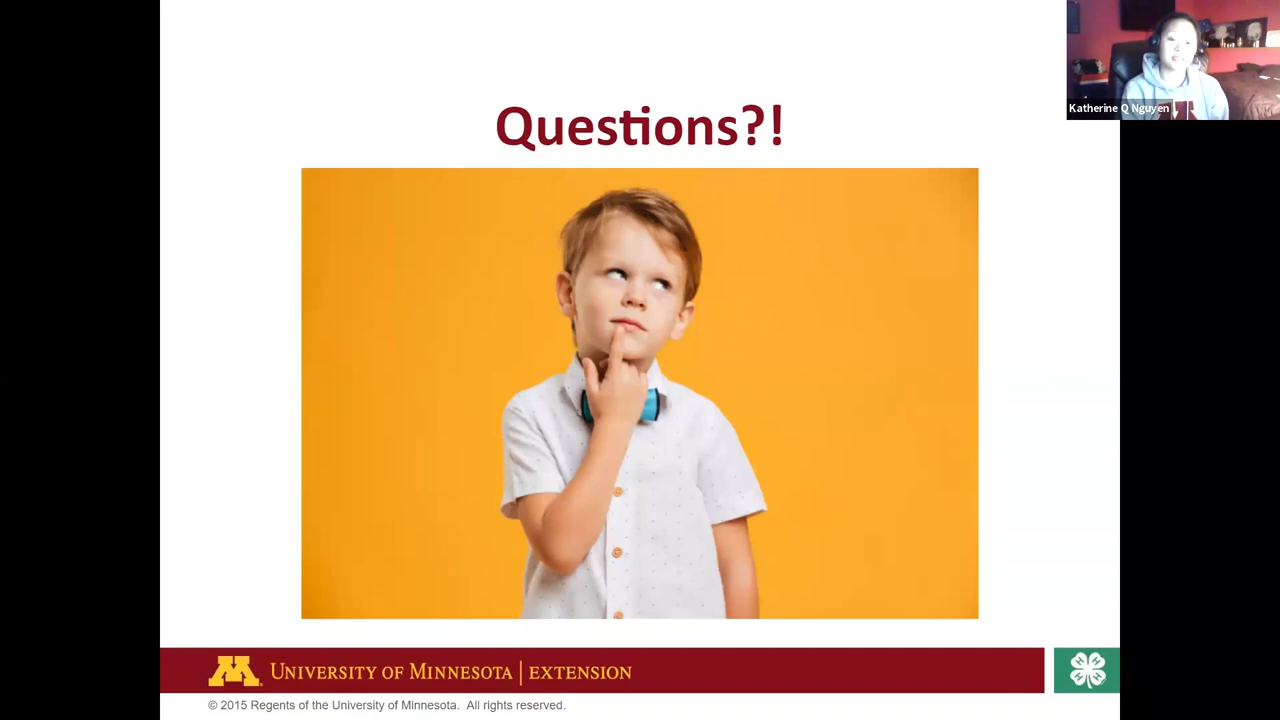 Katherine Q Nguyen
Questions?!
UNIVERSITY OF MINNESOTA | EXTENSION
© 2015 Regents of the University of Minnesota. All rights reserved.